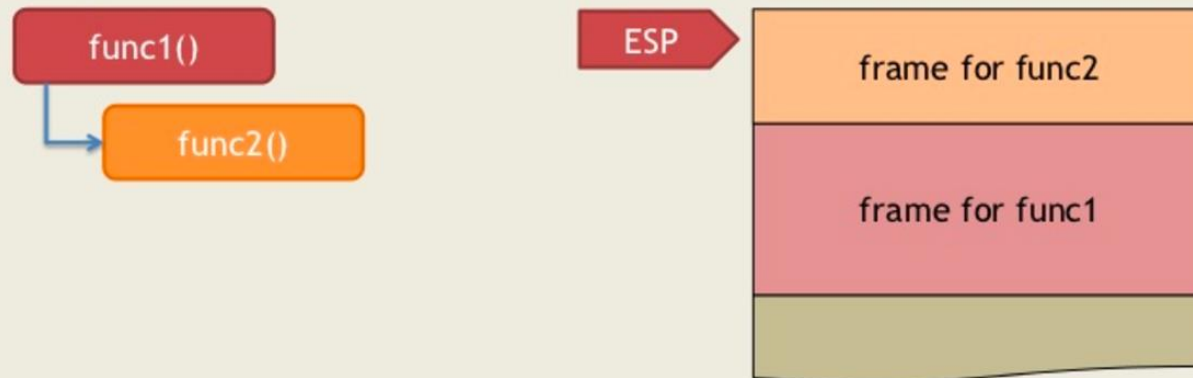 func1()
func2()
ESP
frame for func2
frame for func1